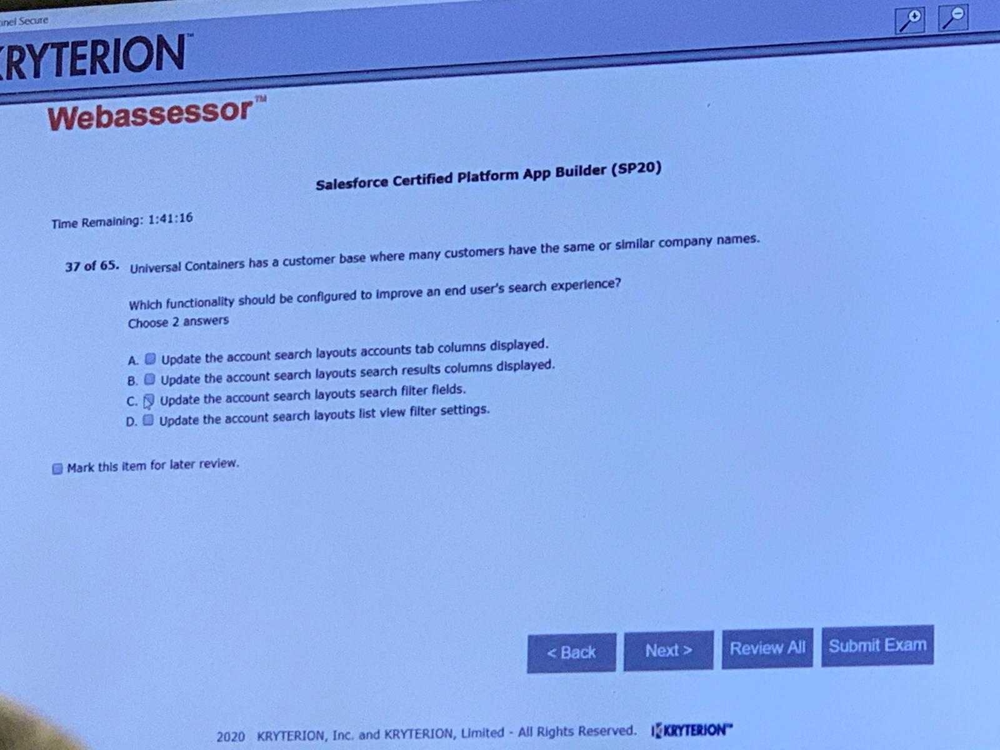 inel Secure
KRYTERION™
Webassessor™
Salesforce Certified Platform App Builder (SP20)
Time Remaining: 1:41:16
37 of 65. Universal Containers has a customer base where many customers have the same or similar company names.
Which functionality should be configured to improve an end user's search experience?
Choose 2 answers
A. Update the account search layouts accounts tab columns displayed.
B. Update the account search layouts search results columns displayed.
C. Update the account search layouts search filter fields.
D. Update the account search layouts list view filter settings.
Mark this item for later review.
< Back Next > Review All Submit Exam
2020 KRYTERION, Inc. and KRYTERION, Limited - All Rights Reserved. KRYTERION™